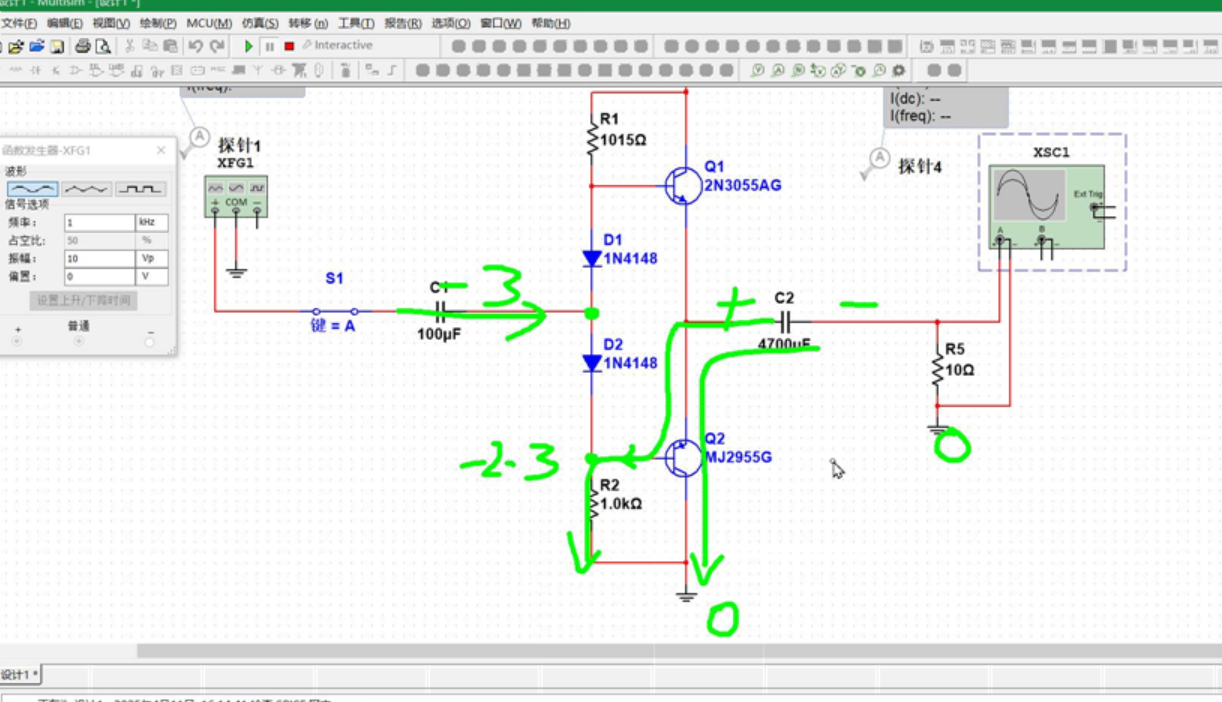 设计1 - Multisim - [设计1 *]
文件(F) 编辑(E) 视图(V) 绘制(P) MCU(M) 仿真(S) 转移(n) 工具(T) 报告(R) 选项(O) 窗口(W) 帮助(H)
Interactive
I(freq):
I(dc): --
I(freq): --
A 探针1
A 探针4
函数发生器-XFG1
波形
信号选项
频率: 1 kHz
占空比: 50 %
振幅: 10 Vp
偏置: 0 V
设置上升/下降时间
+ 普通 -
XFG1
+ COM -
S1
键 = A
C1
100µF
- 3
R1
1015Ω
Q1
2N3055AG
D1
1N4148
D2
1N4148
+
C2
4700uF
-
XSC1
Ext Trig
A B
R5
10Ω
0
Q2
MJ2955G
-2.3
R2
1.0kΩ
0
设计1 *